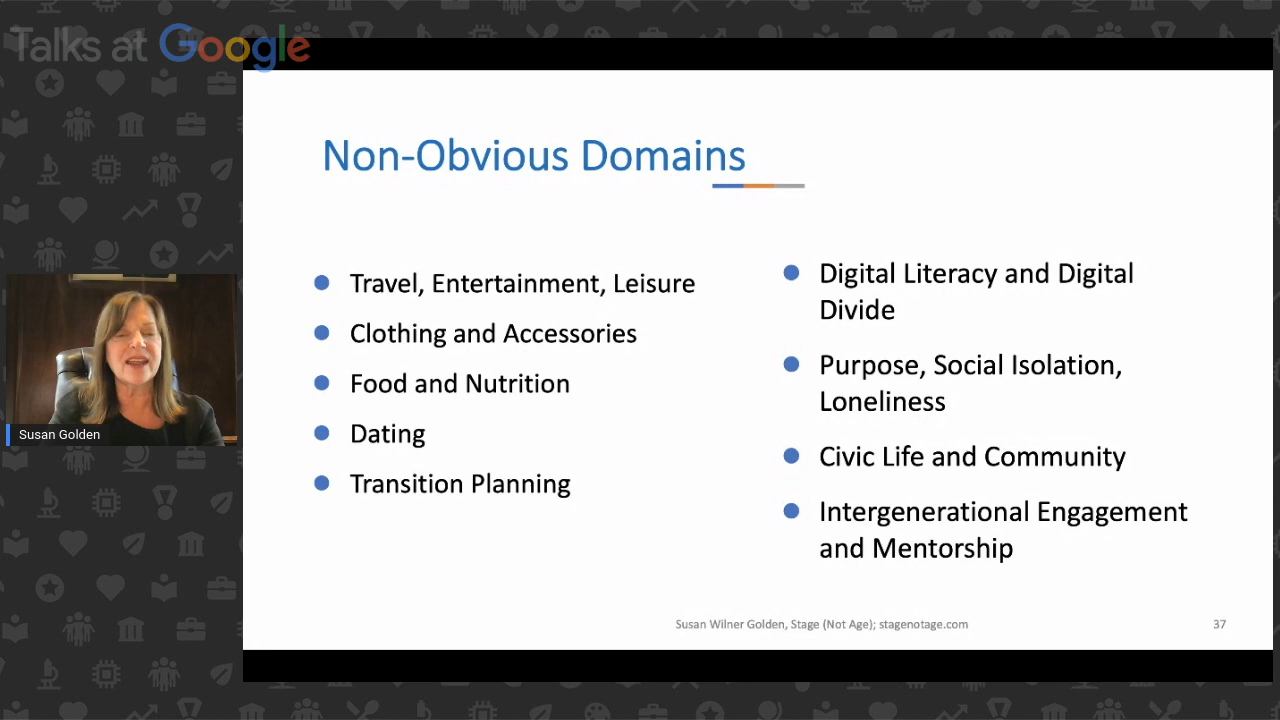 Talks at Google
Non-Obvious Domains
Travel, Entertainment, Leisure
Clothing and Accessories
Food and Nutrition
Dating
Transition Planning
Digital Literacy and Digital
Divide
Purpose, Social Isolation,
Loneliness
Civic Life and Community
Intergenerational Engagement
and Mentorship
Susan Golden
Susan Wilner Golden, Stage (Not Age); stagenotage.com
37